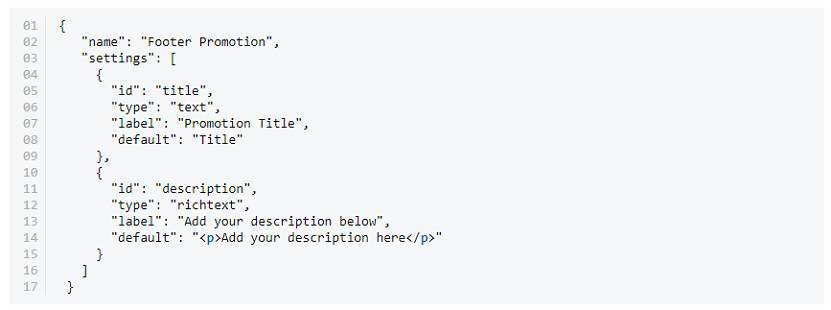 01 {
02 "name": "Footer Promotion",
03 "settings": [
04 {
05 "id": "title",
06 "type": "text",
07 "label": "Promotion Title",
08 "default": "Title"
09 },
10 {
11 "id": "description",
12 "type": "richtext",
13 "label": "Add your description below",
14 "default": "<p>Add your description here</p>"
15 }
16 ]
17 }